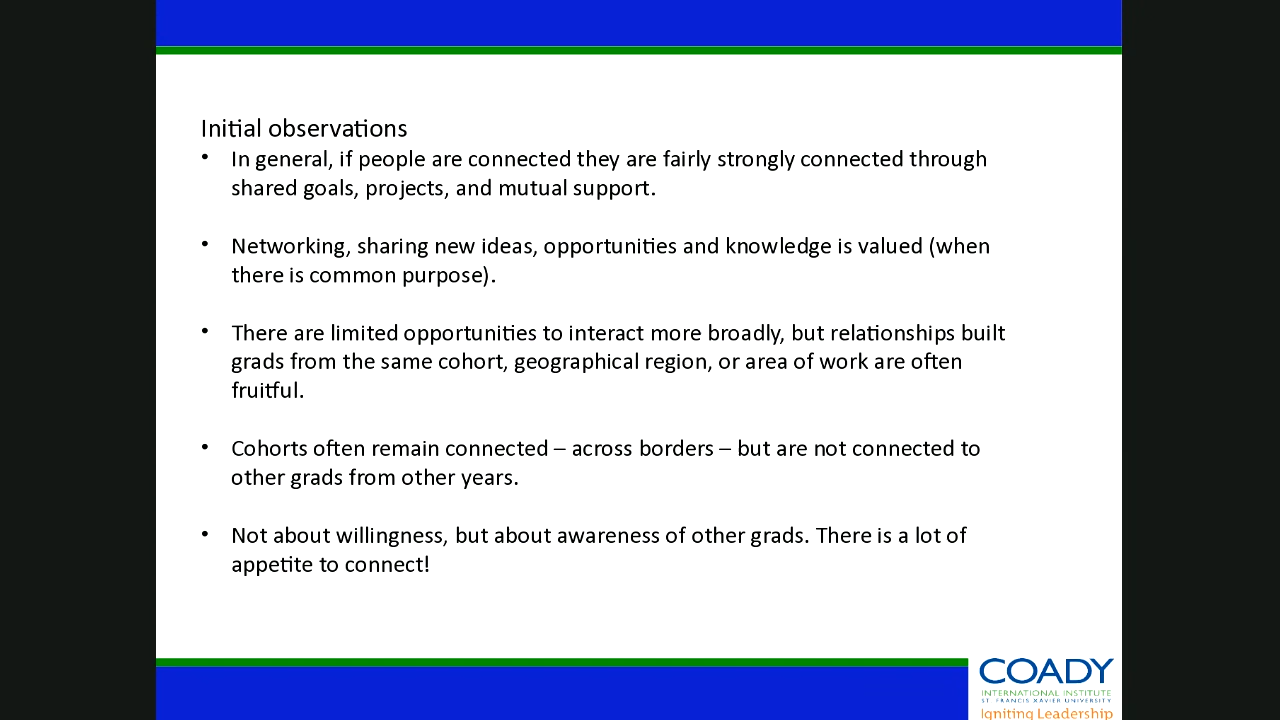 Initial observations
• In general, if people are connected they are fairly strongly connected through
shared goals, projects, and mutual support.
• Networking, sharing new ideas, opportunities and knowledge is valued (when
there is common purpose).
• There are limited opportunities to interact more broadly, but relationships built
grads from the same cohort, geographical region, or area of work are often
fruitful.
• Cohorts often remain connected – across borders – but are not connected to
other grads from other years.
• Not about willingness, but about awareness of other grads. There is a lot of
appetite to connect!
COADY
INTERNATIONAL INSTITUTE
ST. FRANCIS XAVIER UNIVERSITY
Igniting Leadership